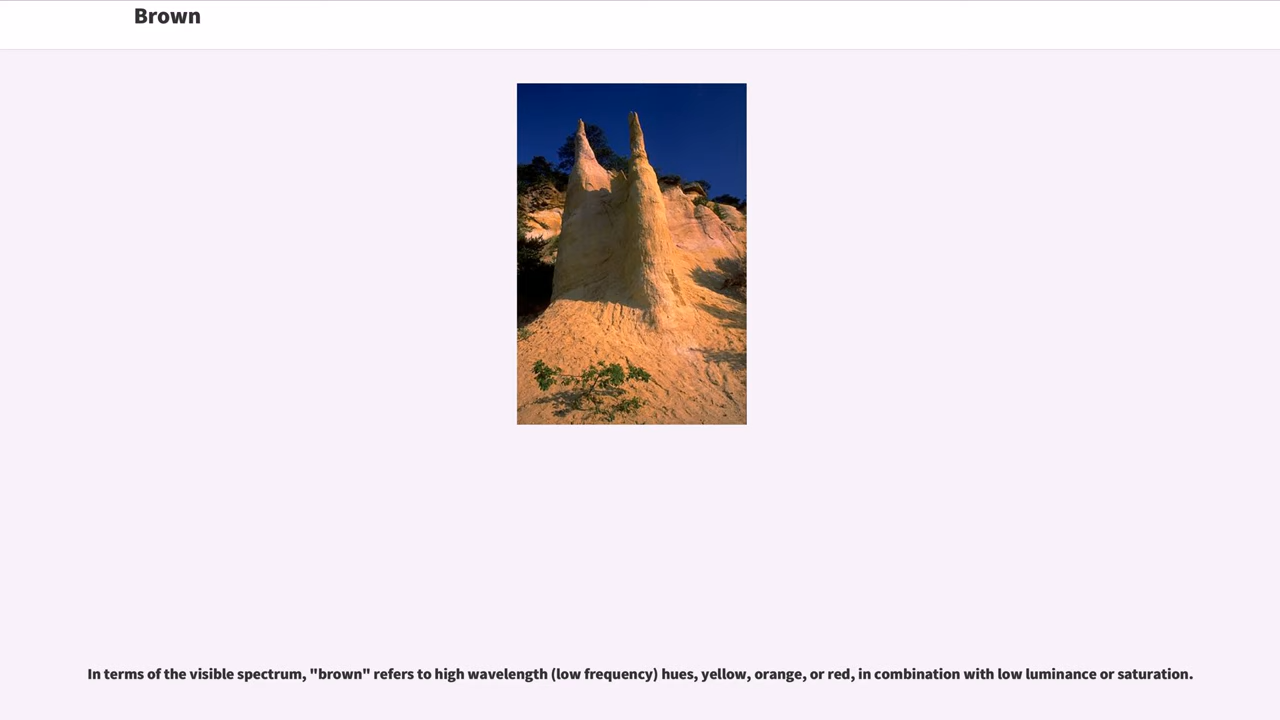 Brown
In terms of the visible spectrum, "brown" refers to high wavelength (low frequency) hues, yellow, orange, or red, in combination with low luminance or saturation.